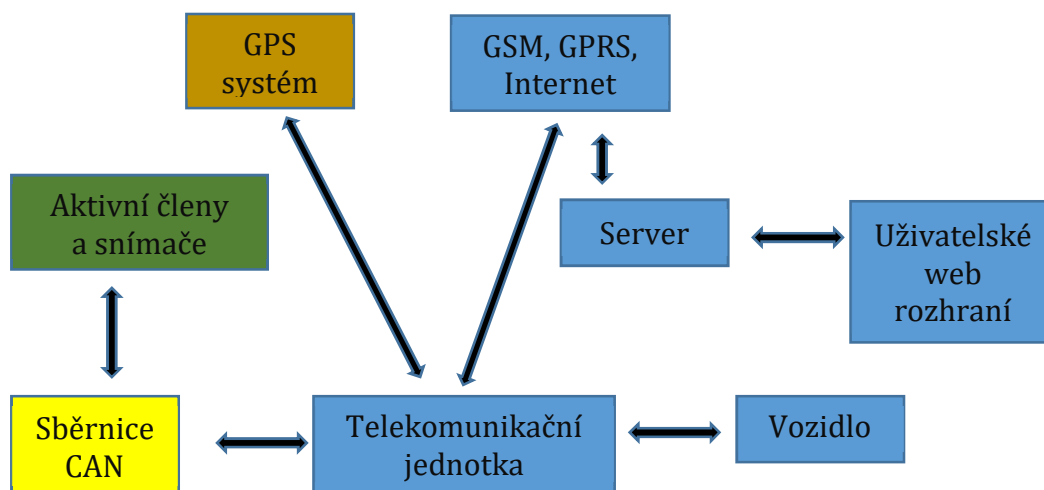 GPS
systém
GSM, GPRS,
Internet
Aktivní členy
a snímače
Server
Uživatelské
web
rozhraní
Sběrnice
CAN
Telekomunikační
jednotka
Vozidlo